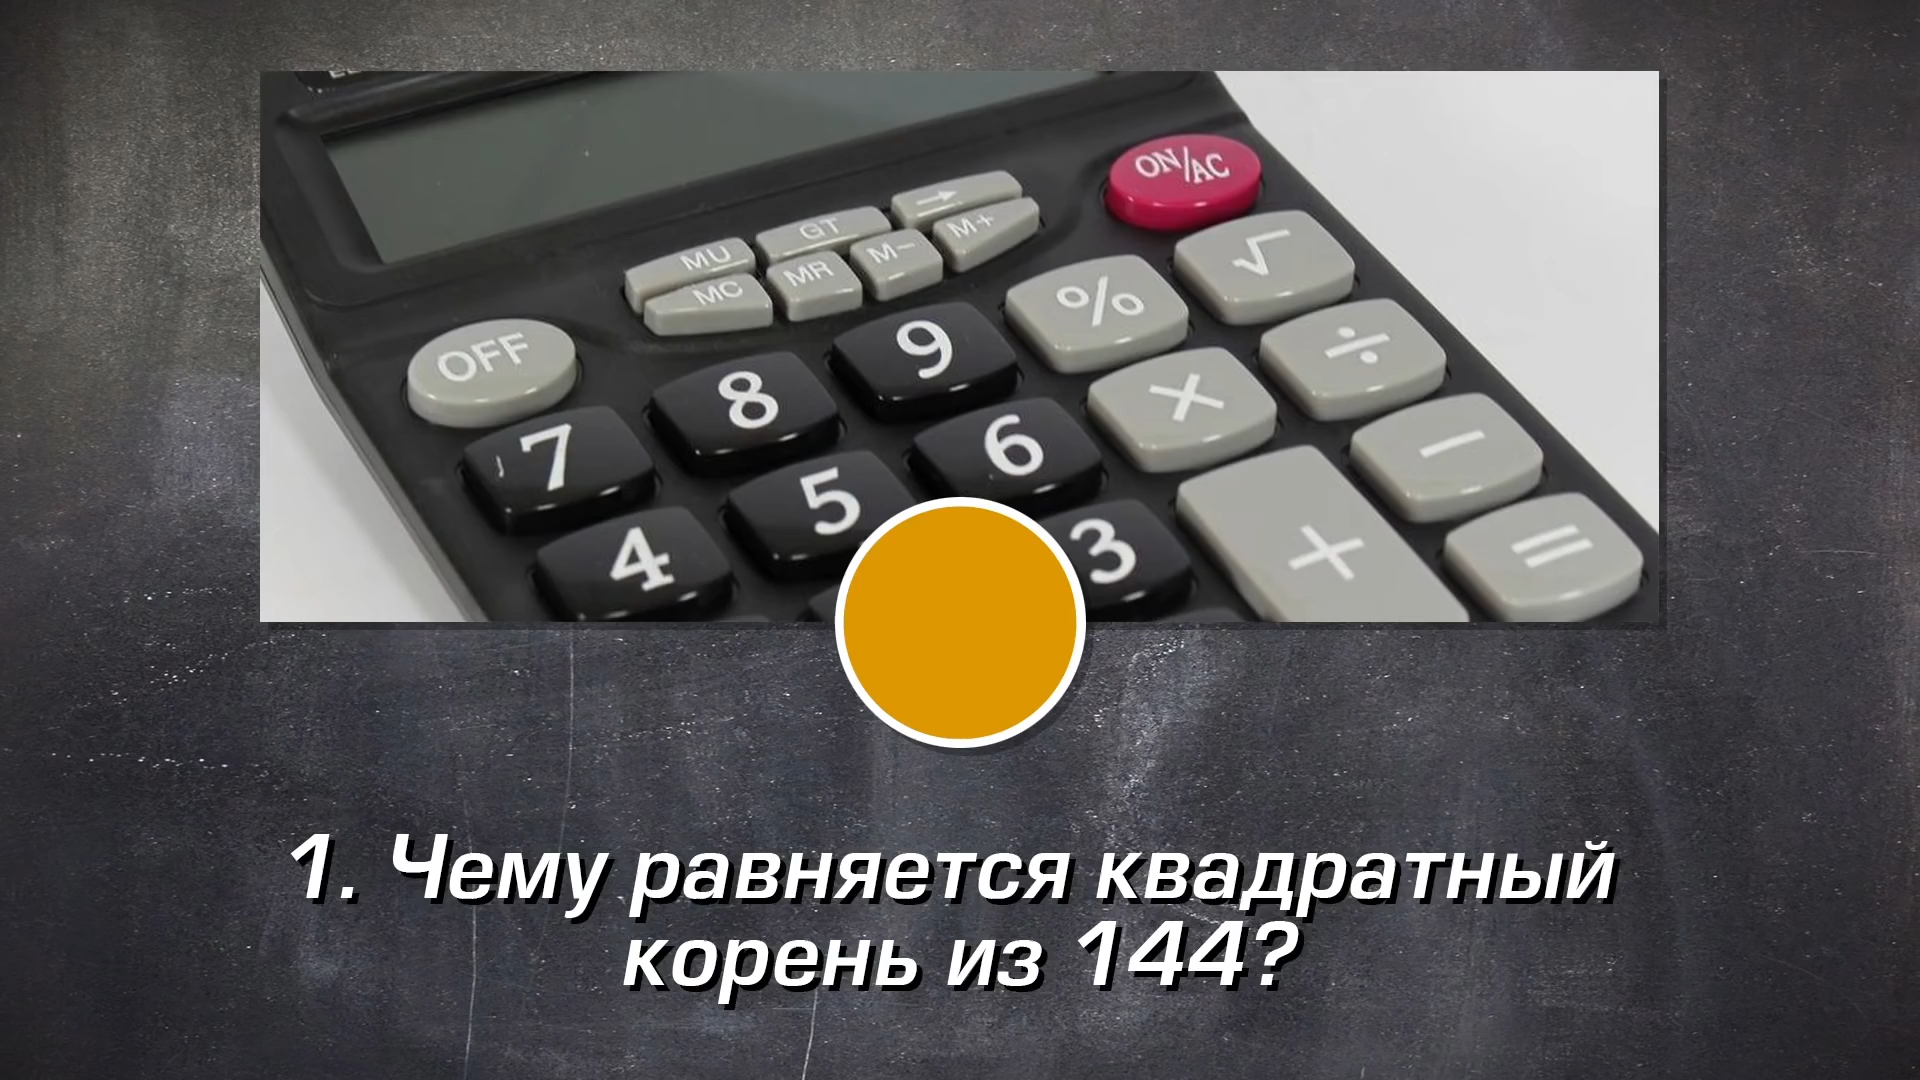 ON/AC
→
GT
M+
MU
M−
MR
MC
√
%
OFF
9
÷
8
×
7
6
−
5
4
3
+
=
1. Чему равняется квадратный
корень из 144?